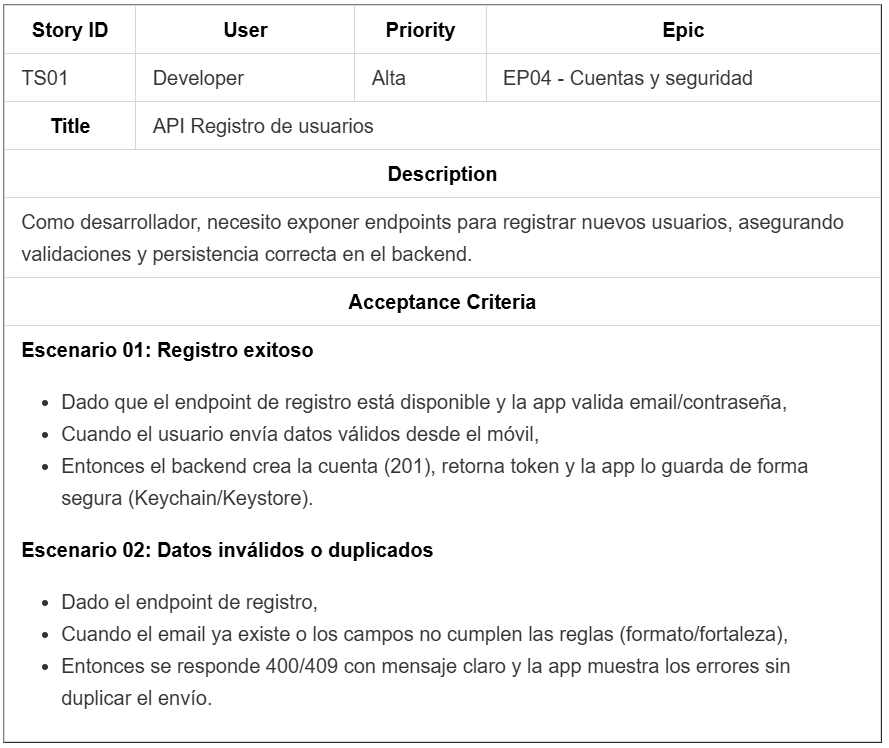 Story ID User Priority Epic
TS01 Developer Alta EP04 - Cuentas y seguridad
Title API Registro de usuarios
Description
Como desarrollador, necesito exponer endpoints para registrar nuevos usuarios, asegurando
validaciones y persistencia correcta en el backend.
Acceptance Criteria
Escenario 01: Registro exitoso
• Dado que el endpoint de registro está disponible y la app valida email/contraseña,
• Cuando el usuario envía datos válidos desde el móvil,
• Entonces el backend crea la cuenta (201), retorna token y la app lo guarda de forma
segura (Keychain/Keystore).
Escenario 02: Datos inválidos o duplicados
• Dado el endpoint de registro,
• Cuando el email ya existe o los campos no cumplen las reglas (formato/fortaleza),
• Entonces se responde 400/409 con mensaje claro y la app muestra los errores sin
duplicar el envío.